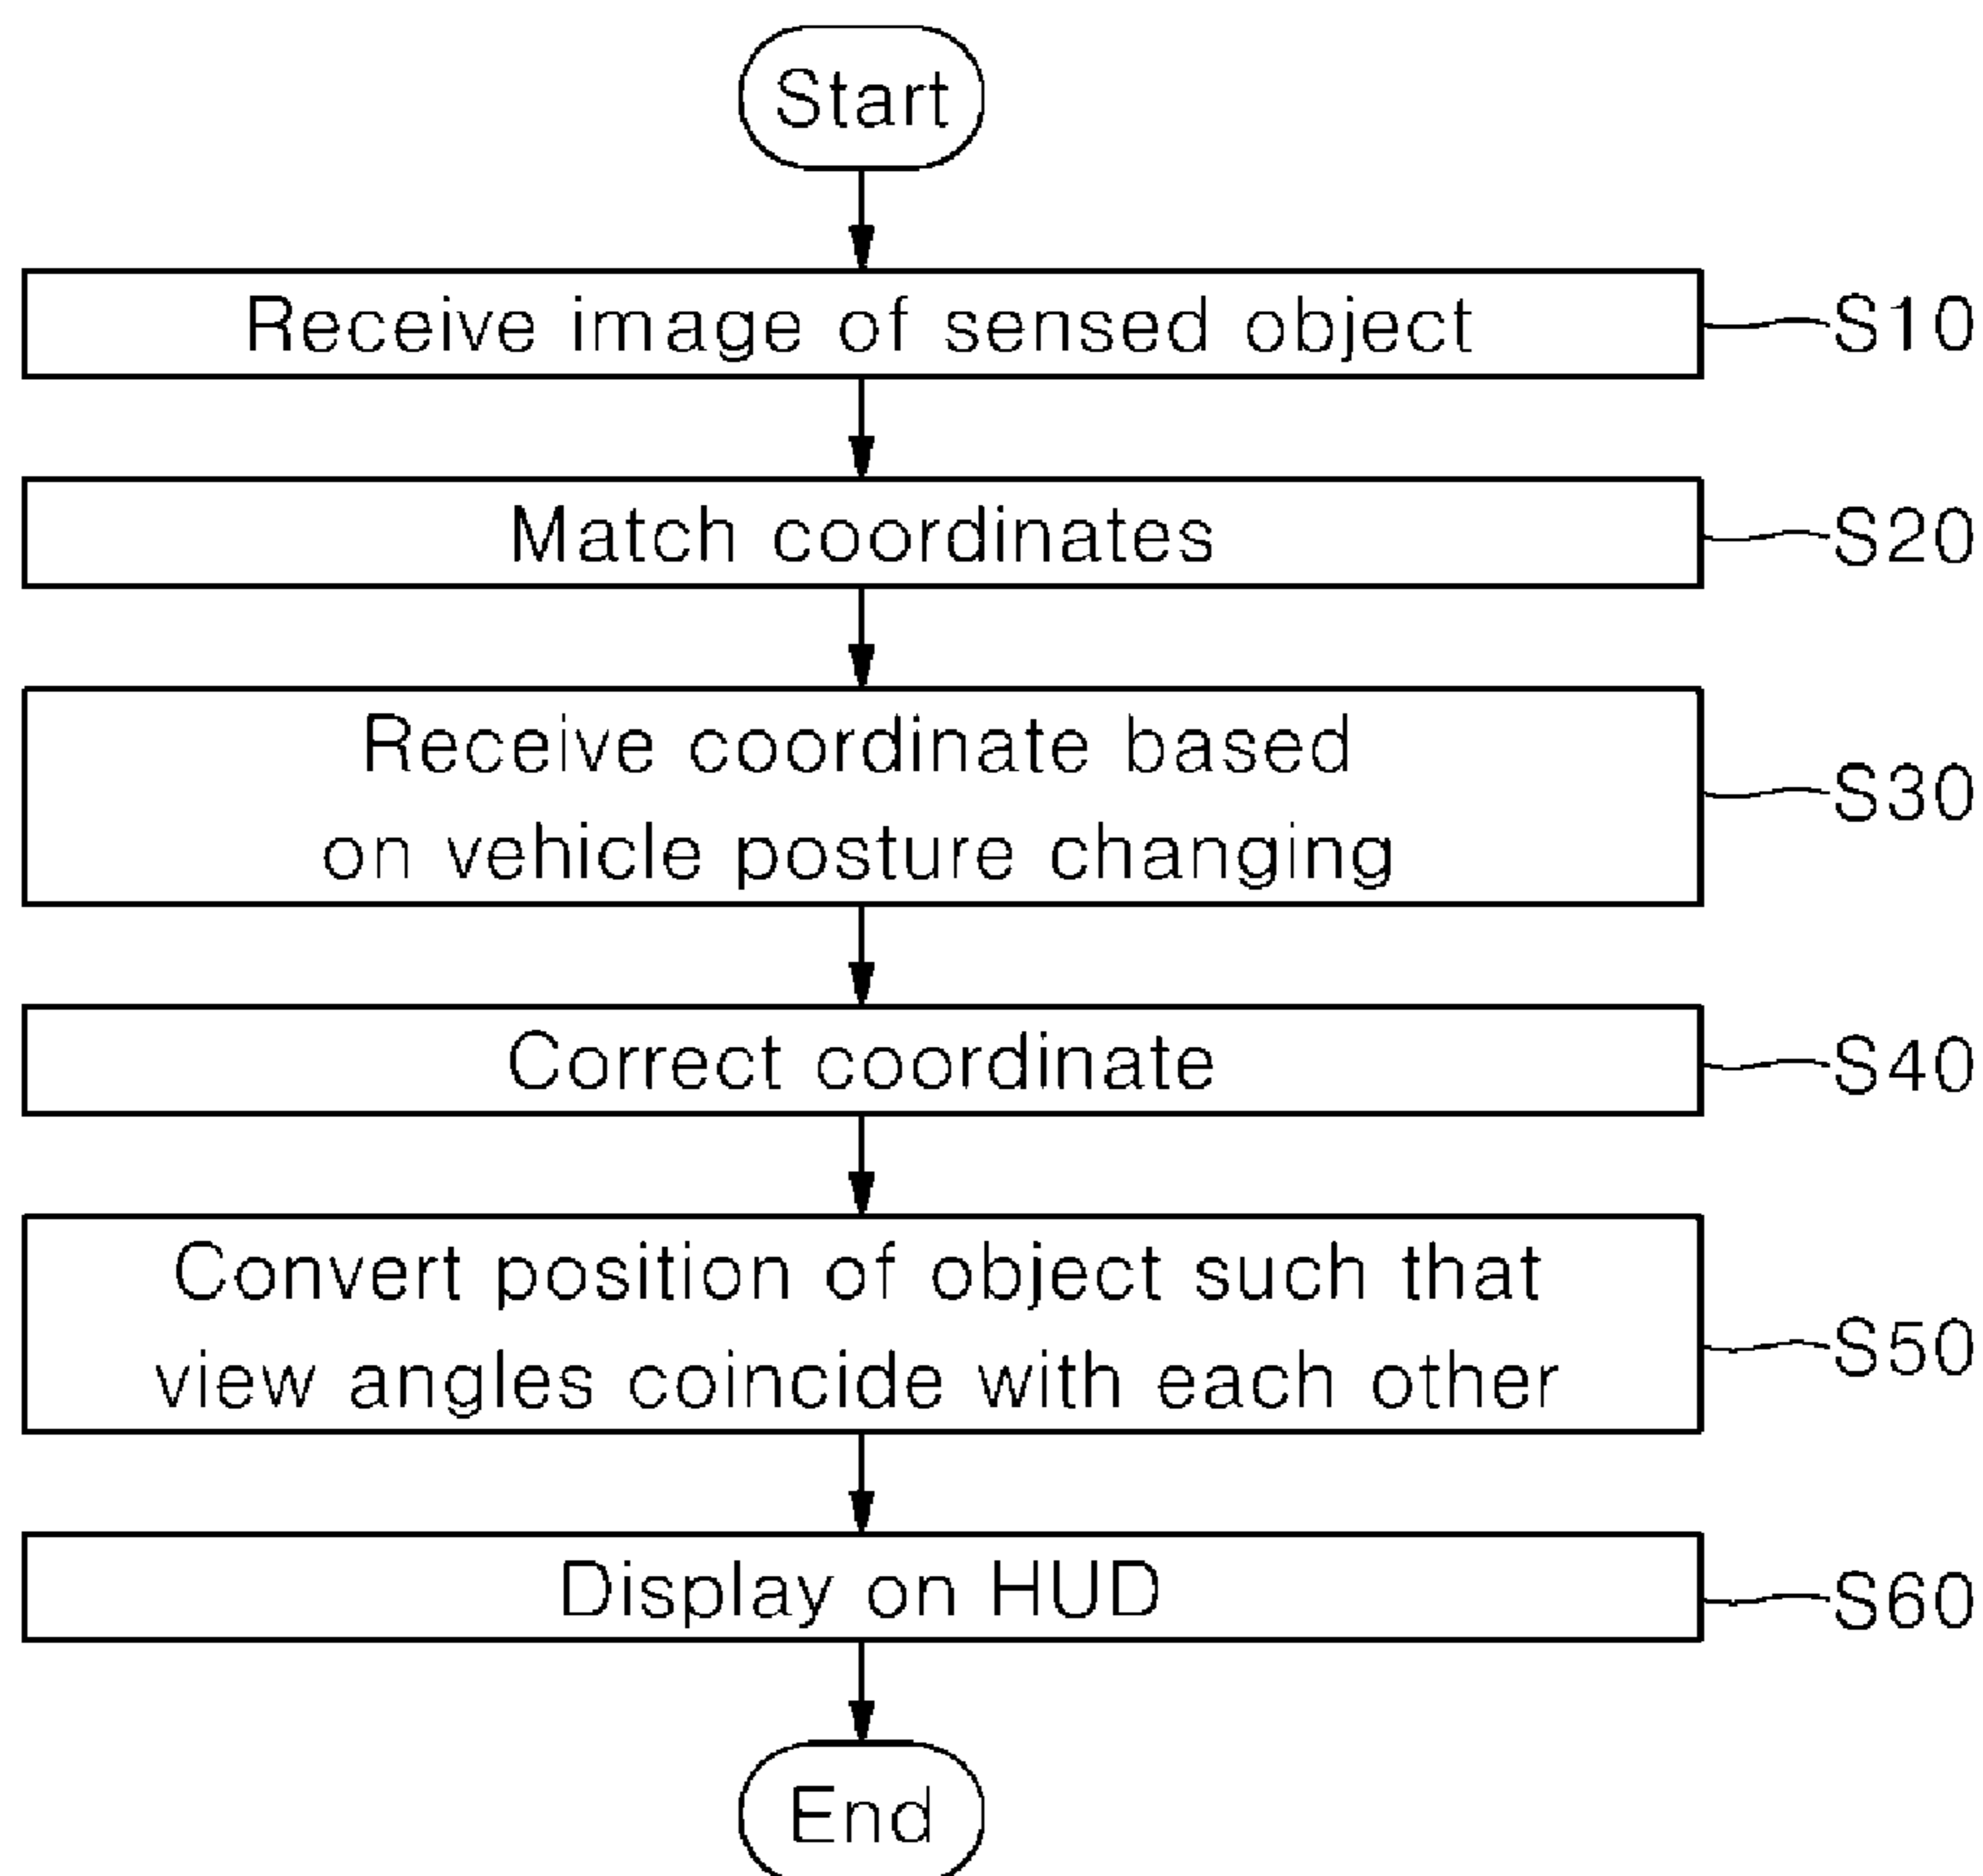 Start
Receive image of sensed object
S10
Match coordinates
S20
Receive coordinate based
on vehicle posture changing
S30
Correct coordinate
S40
Convert position of object such that
view angles coincide with each other
S50
Display on HUD
S60
End